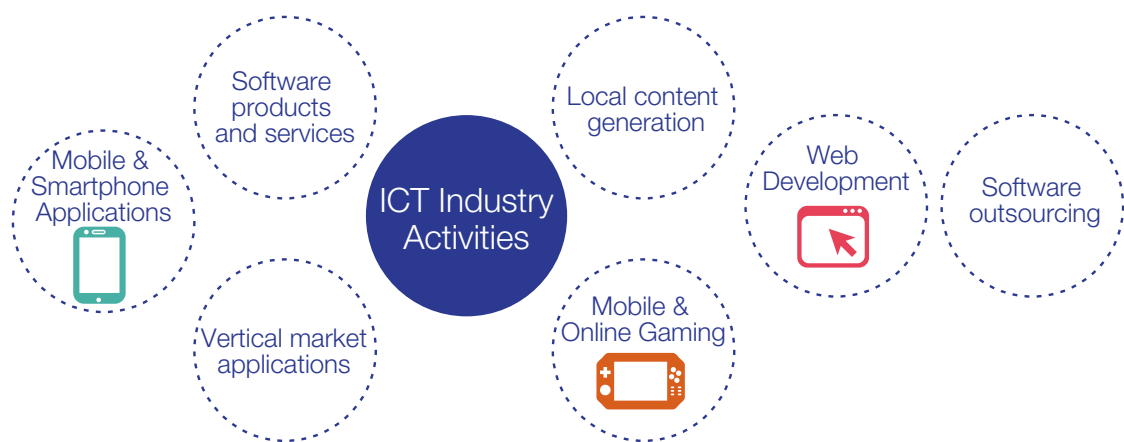 Software
products
and services
Local content
generation
Mobile &
Smartphone
Applications
ICT Industry
Activities
Web
Development
Software
outsourcing
Vertical market
applications
Mobile &
Online Gaming